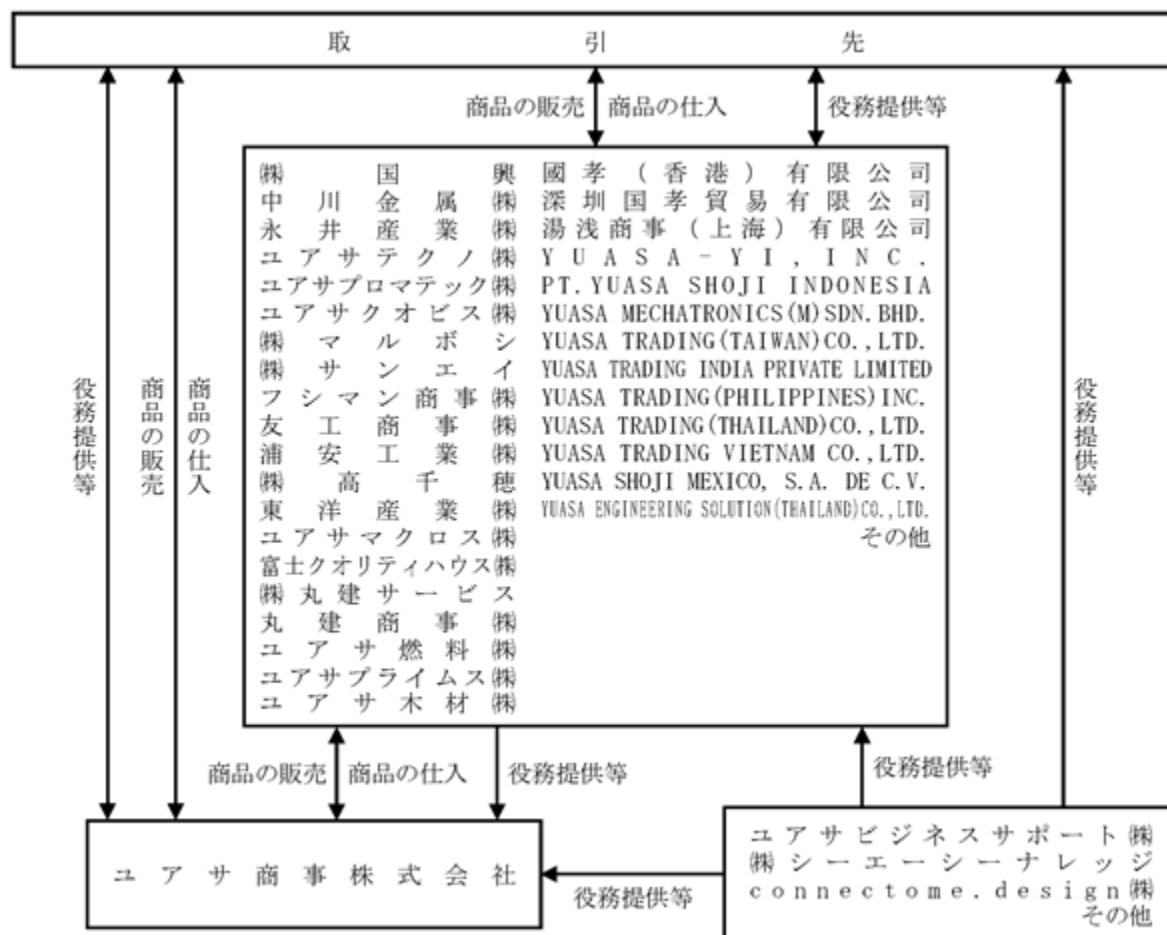 取引先
商品の販売 商品の仕入 役務提供等
㈱国興 國孝（香港）有限公司
中川金属㈱ 深圳国孝貿易有限公司
永井産業㈱ 湯浅商事（上海）有限公司
ユアサテクノ㈱ YUASA-YI, INC.
ユアサプロマテック㈱ PT.YUASA SHOJI INDONESIA
ユアサクオビス㈱ YUASA MECHATRONICS(M)SDN.BHD.
㈱マルボシ YUASA TRADING(TAIWAN)CO.,LTD.
㈱サンエイ YUASA TRADING INDIA PRIVATE LIMITED
フシマン商事㈱ YUASA TRADING(PHILIPPINES)INC.
友工商事㈱ YUASA TRADING(THAILAND)CO.,LTD.
浦安工業㈱ YUASA TRADING VIETNAM CO.,LTD.
㈱高千穂 YUASA SHOJI MEXICO, S.A. DE C.V.
東洋産業㈱ YUASA ENGINEERING SOLUTION(THAILAND)CO.,LTD.
ユアサマクロス㈱ その他
富士クオリティハウス㈱
㈱丸建サービス
丸建商事㈱
ユアサ燃料㈱
ユアサプライムス㈱
ユアサ木材㈱
役務提供等
商品の販売
商品の仕入
役務提供等
商品の販売 商品の仕入 役務提供等 役務提供等
ユアサ商事株式会社
役務提供等
ユアサビジネスサポート㈱
㈱シーエーシーナレッジ
connectome.design㈱
その他